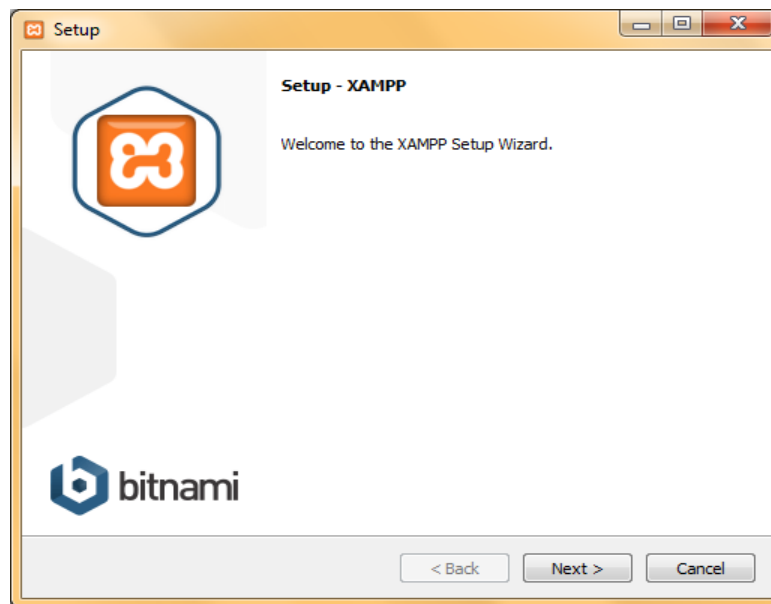 Setup
Setup - XAMPP
Welcome to the XAMPP Setup Wizard.
bitnami
< Back
Next >
Cancel